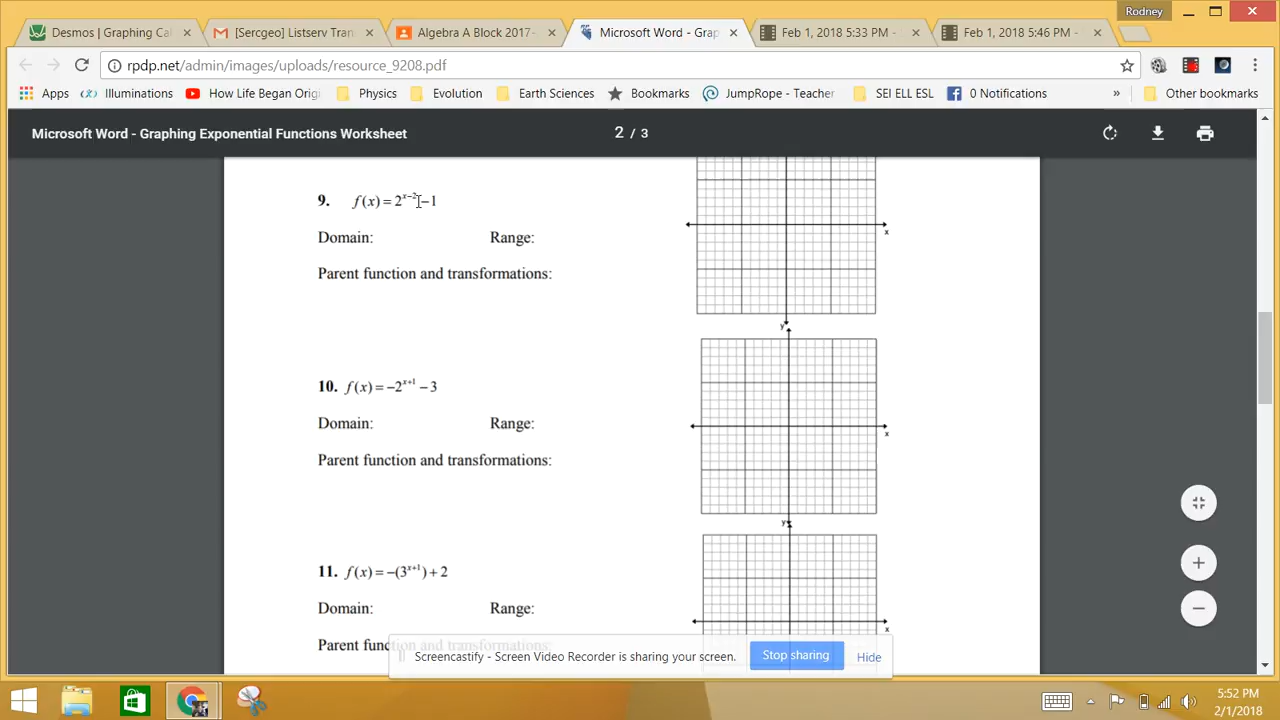 Rodney
Desmos | Graphing Cal
[Sercgeo] Listserv Tran
Algebra A Block 2017-
Microsoft Word - Grap
Feb 1, 2018 5:33 PM -
Feb 1, 2018 5:46 PM -
rpdp.net/admin/images/uploads/resource_9208.pdf
Apps
Illuminations
How Life Began Origi
Physics
Evolution
Earth Sciences
Bookmarks
JumpRope - Teacher
SEI ELL ESL
0 Notifications
»
Other bookmarks
Microsoft Word - Graphing Exponential Functions Worksheet
2 / 3
9. f(x) = 2^{x-2} - 1
Domain: Range:
Parent function and transformations:
x
y
10. f(x) = -2^{x+1} - 3
Domain: Range:
Parent function and transformations:
x
y
11. f(x) = -(3^{x+1}) + 2
Domain: Range:
Parent function and transformations:
x
Screencastify - Screen Video Recorder is sharing your screen.
Stop sharing
Hide
5:52 PM
2/1/2018